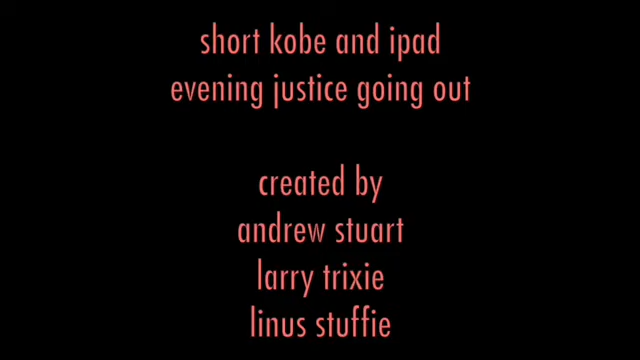 short kobe and ipad
evening justice going out
created by
andrew stuart
larry trixie
linus stuffie